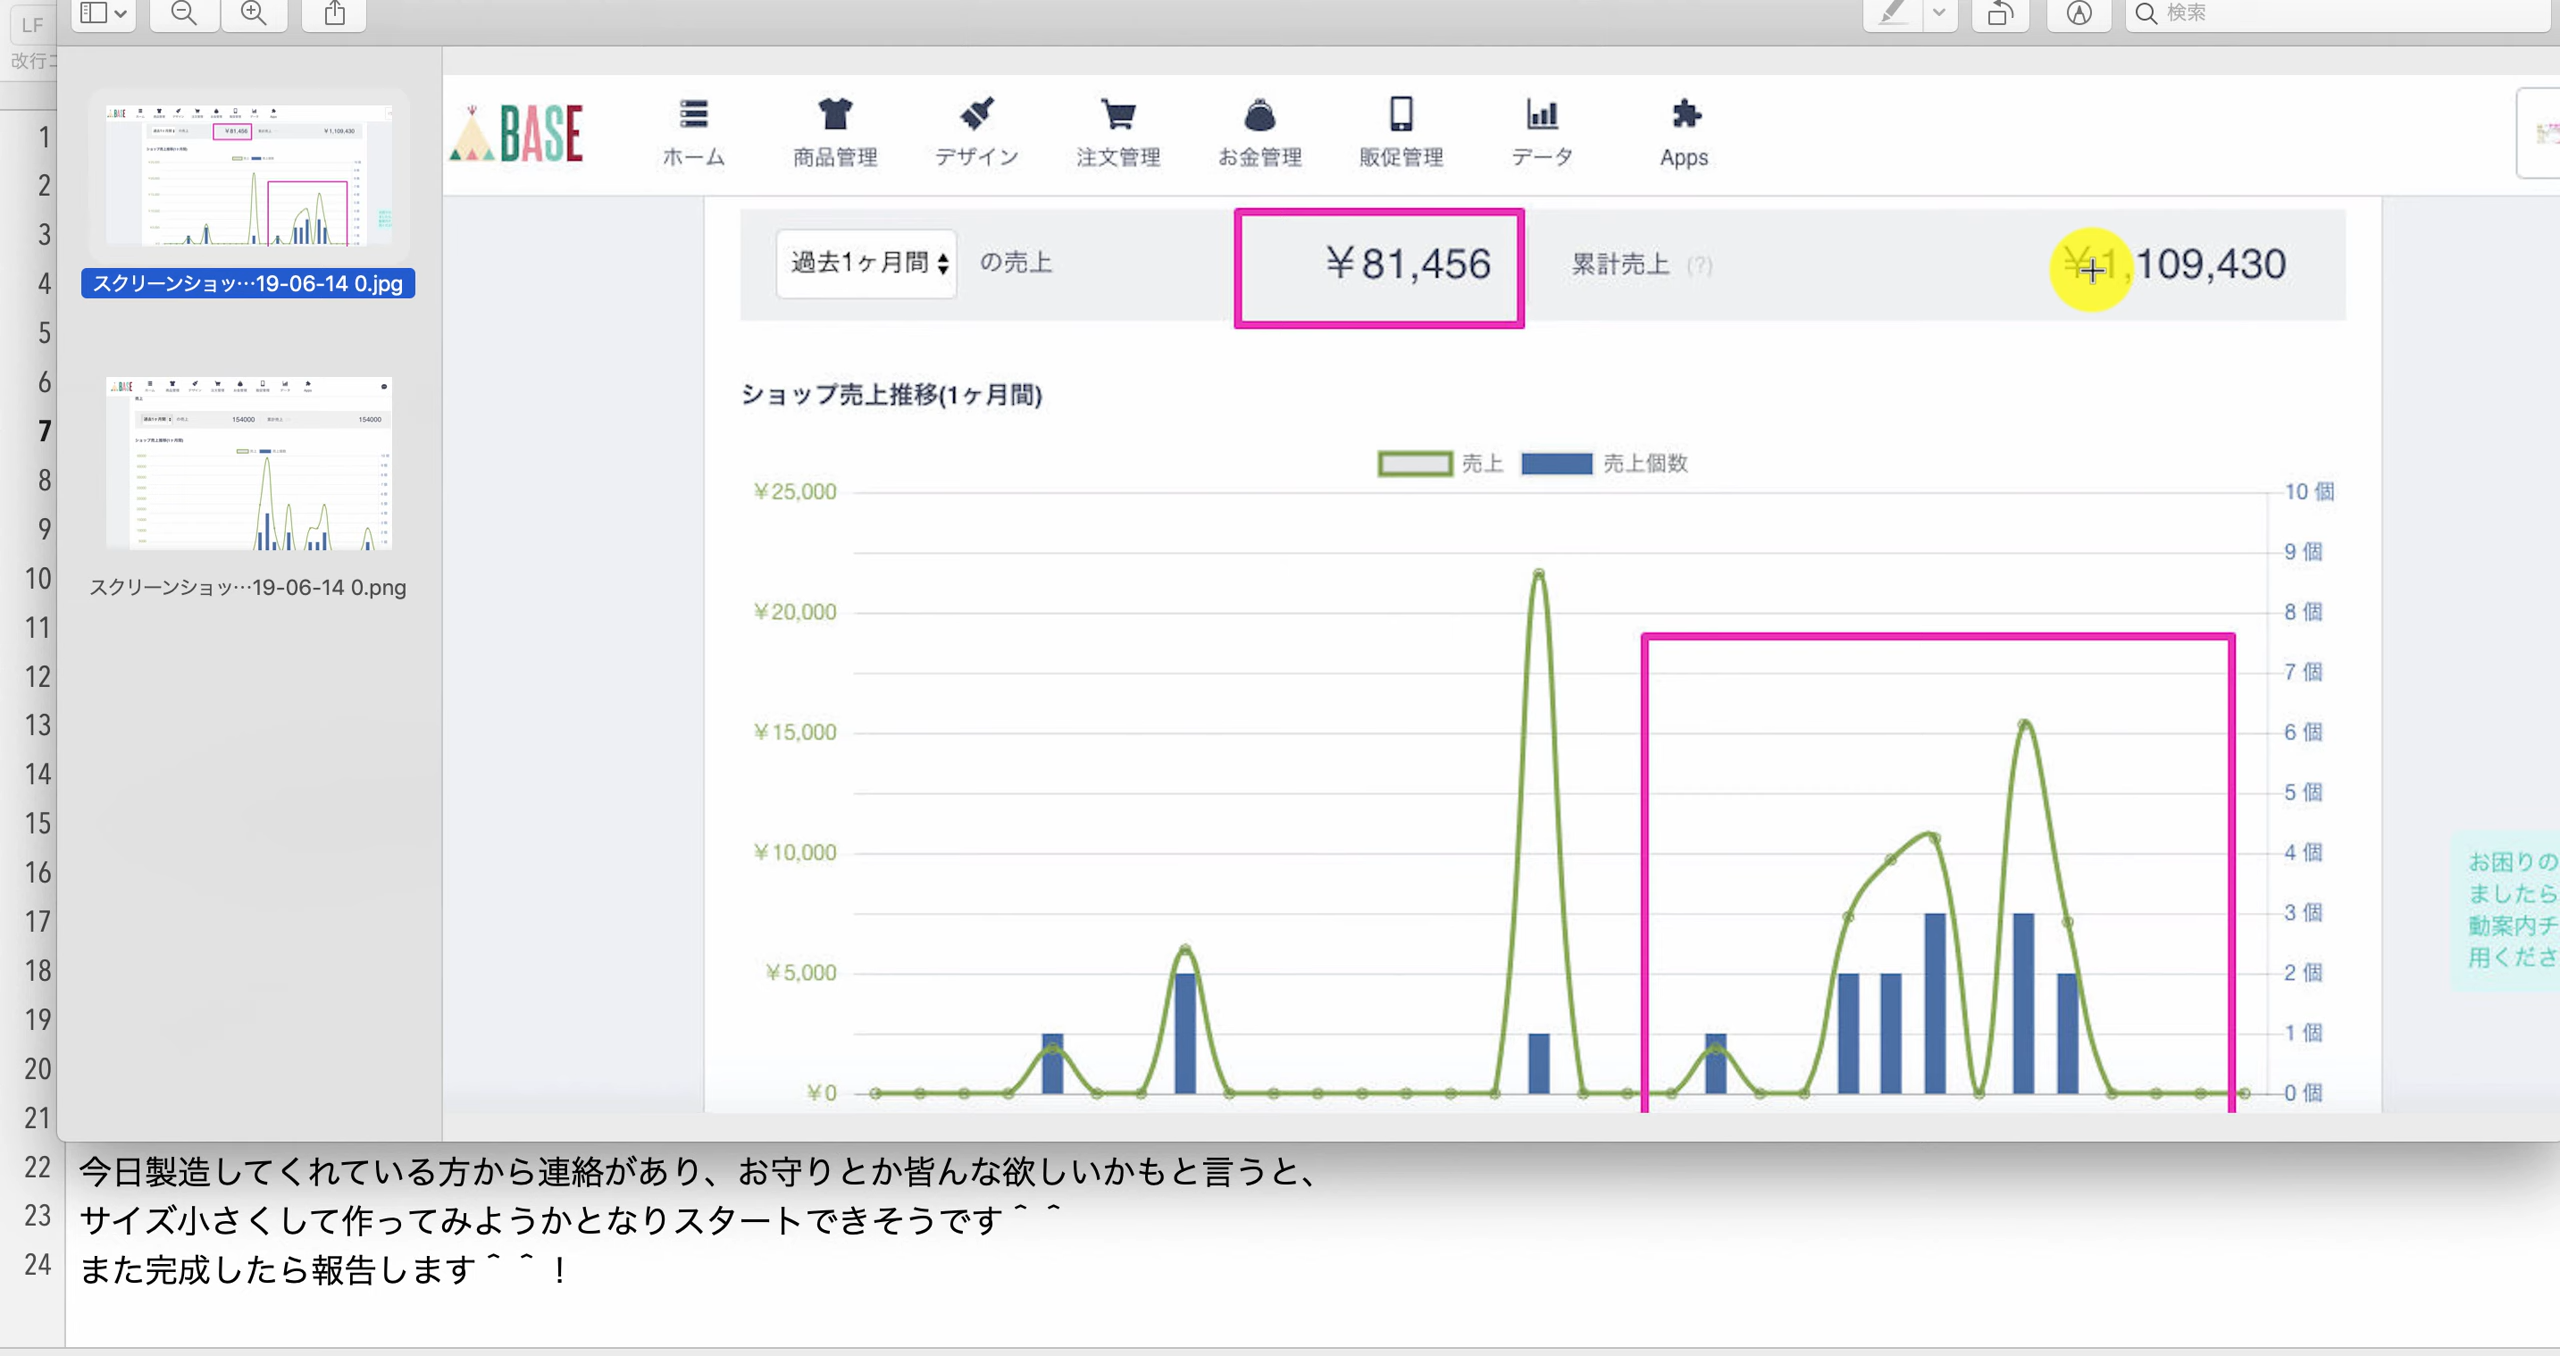 LF
検索
改行コ
BASE
ホーム
商品管理
デザイン
注文管理
お金管理
販促管理
データ
Apps
過去1ヶ月間 の売上
¥81,456
累計売上 (?)
¥1,109,430
ショップ売上推移(1ヶ月間)
売上 売上個数
¥25,000
¥20,000
¥15,000
¥10,000
¥5,000
¥0
10 個
9 個
8 個
7 個
6 個
5 個
4 個
3 個
2 個
1 個
0 個
お困りの
ましたら
動案内チ
用くださ
スクリーンショッ…19-06-14 0.jpg
154000
154000
スクリーンショッ…19-06-14 0.png
1
2
3
4
5
6
7
8
9
10
11
12
13
14
15
16
17
18
19
20
21
22 今日製造してくれている方から連絡があり、お守りとか皆んな欲しいかもと言うと、
23 サイズ小さくして作ってみようかとなりスタートできそうです＾＾
24 また完成したら報告します＾＾！